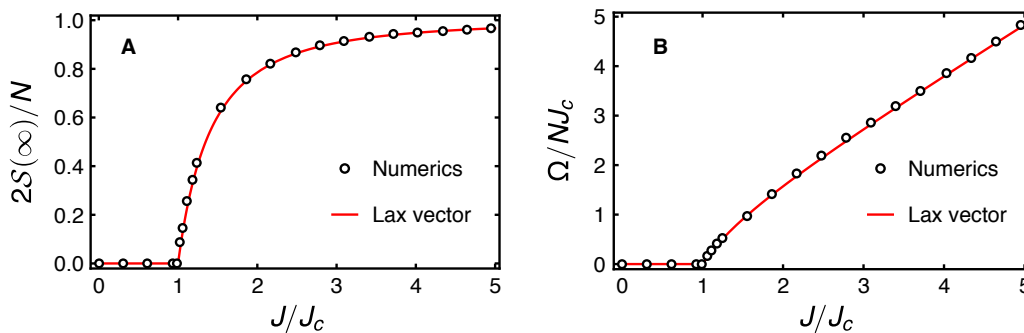 A
2𝒮(∞)/N
1.0
0.8
0.6
0.4
0.2
0.0
Numerics
Lax vector
0 1 2 3 4 5
J/J_c
B
Ω/NJ_c
5
4
3
2
1
0
Numerics
Lax vector
0 1 2 3 4 5
J/J_c